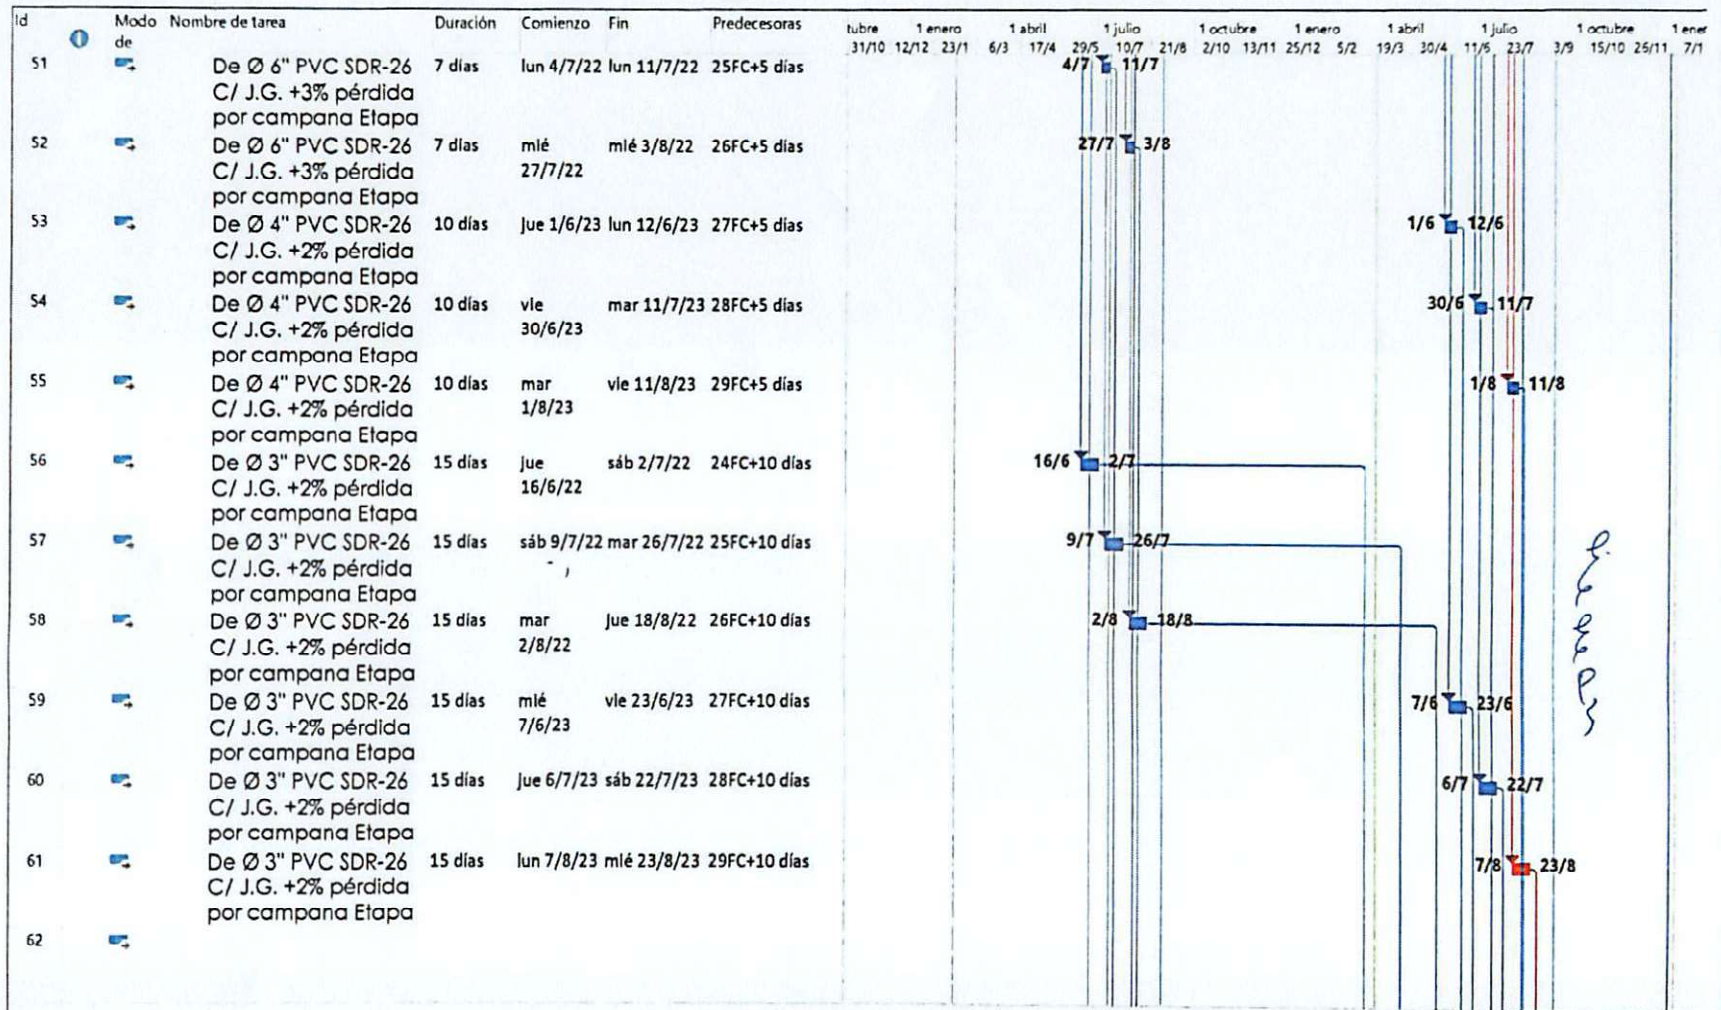 Id Modo de Nombre de tarea Duración Comienzo Fin Predecesoras
tubre 1 enero 1 abril 1 julio 1 octubre 1 enero 1 abril 1 julio 1 octubre 1 ener
31/10 12/12 23/1 6/3 17/4 29/5 10/7 21/8 2/10 13/11 25/12 5/2 19/3 30/4 11/6 23/7 3/9 15/10 26/11 7/1
51 De Ø 6" PVC SDR-26 7 días lun 4/7/22 lun 11/7/22 25FC+5 días 4/7 11/7
C/ J.G. +3% pérdida
por campana Etapa
52 De Ø 6" PVC SDR-26 7 días mié mié 3/8/22 26FC+5 días 27/7 3/8
C/ J.G. +3% pérdida 27/7/22
por campana Etapa
53 De Ø 4" PVC SDR-26 10 días jue 1/6/23 lun 12/6/23 27FC+5 días 1/6 12/6
C/ J.G. +2% pérdida
por campana Etapa
54 De Ø 4" PVC SDR-26 10 días vie mar 11/7/23 28FC+5 días 30/6 11/7
C/ J.G. +2% pérdida 30/6/23
por campana Etapa
55 De Ø 4" PVC SDR-26 10 días mar vie 11/8/23 29FC+5 días 1/8 11/8
C/ J.G. +2% pérdida 1/8/23
por campana Etapa
56 De Ø 3" PVC SDR-26 15 días jue sáb 2/7/22 24FC+10 días 16/6 2/7
C/ J.G. +2% pérdida 16/6/22
por campana Etapa
57 De Ø 3" PVC SDR-26 15 días sáb 9/7/22 mar 26/7/22 25FC+10 días 9/7 26/7
C/ J.G. +2% pérdida
por campana Etapa
58 De Ø 3" PVC SDR-26 15 días mar jue 18/8/22 26FC+10 días 2/8 18/8
C/ J.G. +2% pérdida 2/8/22
por campana Etapa
59 De Ø 3" PVC SDR-26 15 días mié vie 23/6/23 27FC+10 días 7/6 23/6
C/ J.G. +2% pérdida 7/6/23
por campana Etapa
60 De Ø 3" PVC SDR-26 15 días jue 6/7/23 sáb 22/7/23 28FC+10 días 6/7 22/7
C/ J.G. +2% pérdida
por campana Etapa
61 De Ø 3" PVC SDR-26 15 días lun 7/8/23 mié 23/8/23 29FC+10 días 7/8 23/8
C/ J.G. +2% pérdida
por campana Etapa
62